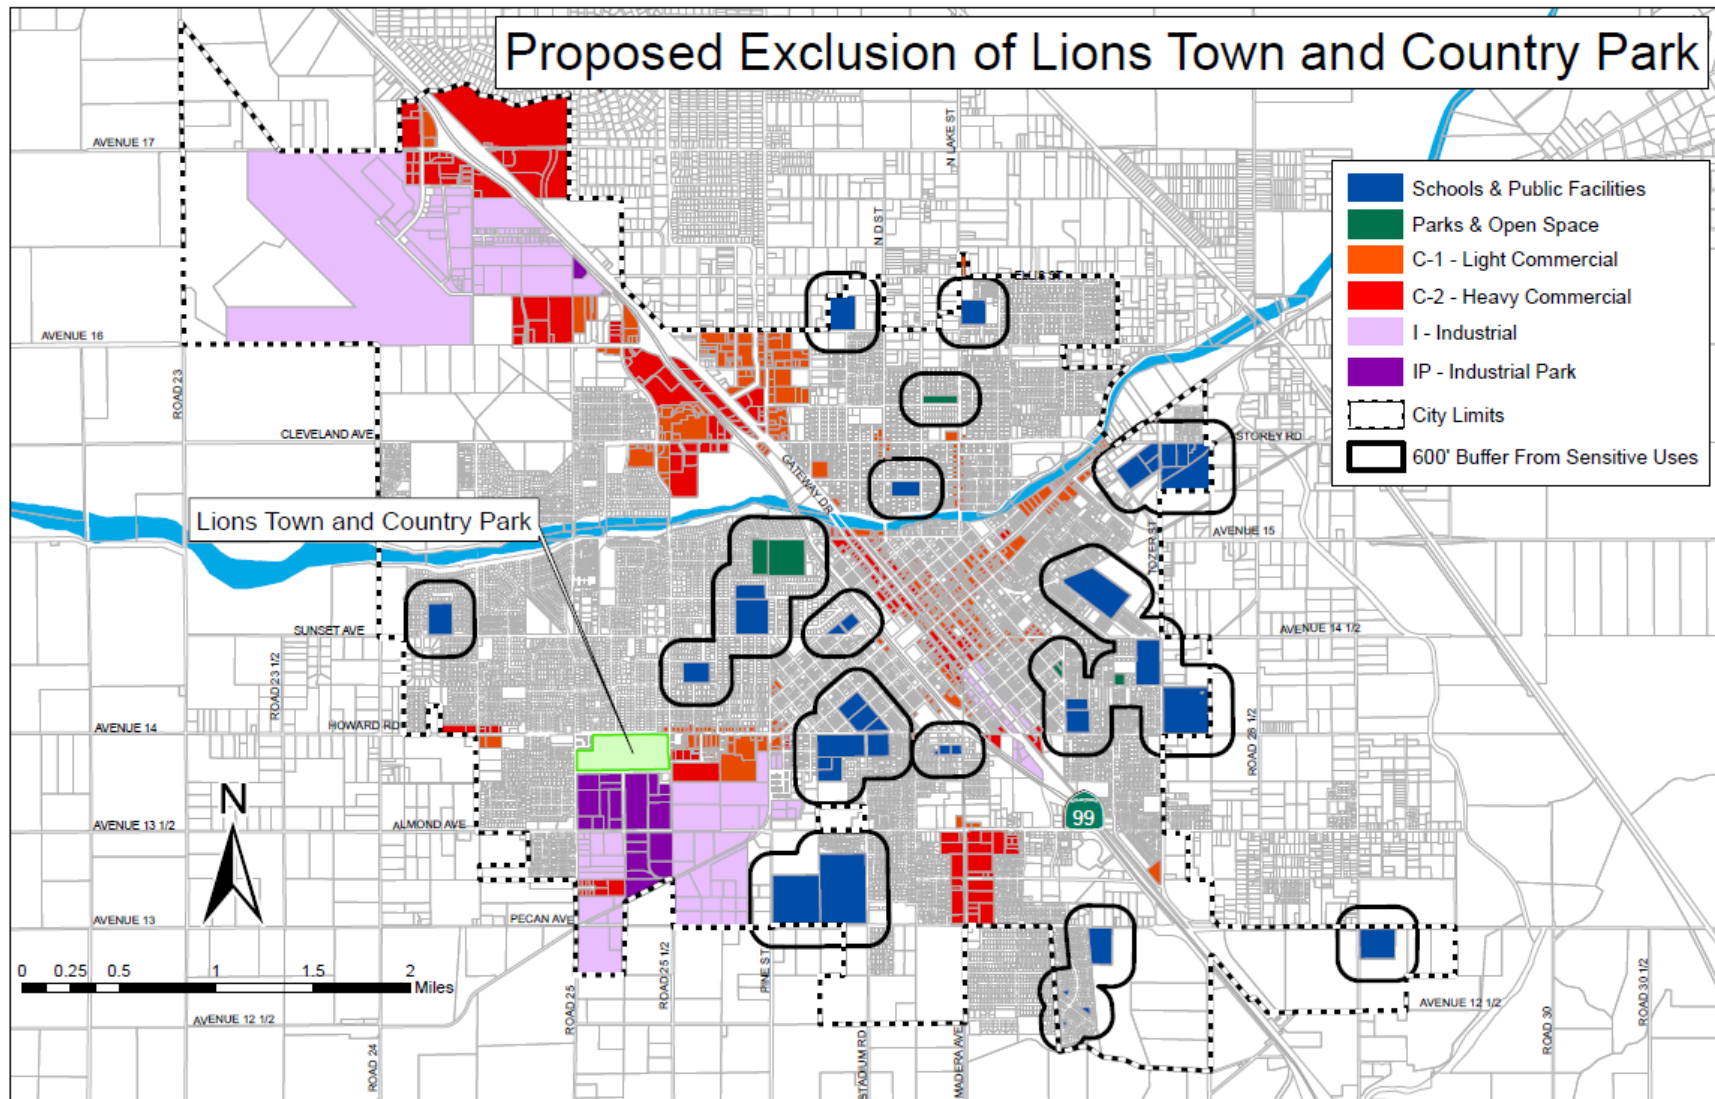 Proposed Exclusion of Lions Town and Country Park
Schools & Public Facilities
Parks & Open Space
C-1 - Light Commercial
C-2 - Heavy Commercial
I - Industrial
IP - Industrial Park
City Limits
600' Buffer From Sensitive Uses
AVENUE 17
N LAKE ST
N D ST
ELLIS ST
AVENUE 16
ROAD 23
CLEVELAND AVE
STOREY RD
GATEWAY DR
Lions Town and Country Park
TOZER ST
AVENUE 15
SUNSET AVE
AVENUE 14 1/2
ROAD 23 1/2
AVENUE 14
HOWARD RD
ROAD 28 1/2
N
AVENUE 13 1/2
ALMOND AVE
99
AVENUE 13
PECAN AVE
0 0.25 0.5 1 1.5 2
Miles
ROAD 25
ROAD 25 1/2
PINE ST
AVENUE 12 1/2
AVENUE 12 1/2
ROAD 24
STADIUM RD
MADERA AVE
ROAD 30
ROAD 30 1/2